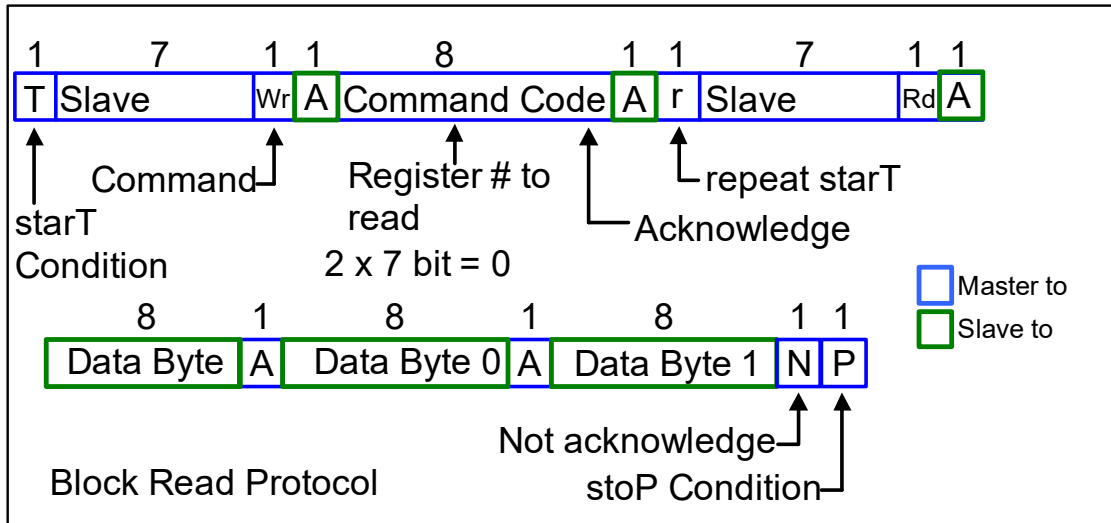 1 7 1 1 8 1 1 7 1 1
T Slave Wr A Command Code A r Slave Rd A
Command
Register # to
read
repeat starT
starT
Condition
Acknowledge
2 x 7 bit = 0
Master to
Slave to
8 1 8 1 8 1 1
Data Byte A Data Byte 0 A Data Byte 1 N P
Not acknowledge
Block Read Protocol
stoP Condition